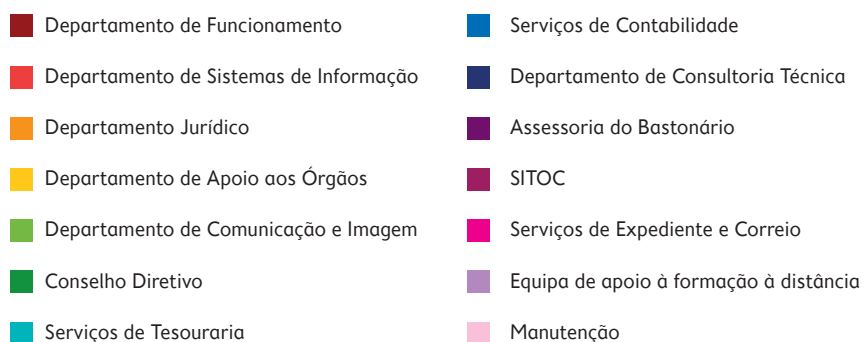 Departamento de Funcionamento
Departamento de Sistemas de Informação
Departamento Jurídico
Departamento de Apoio aos Órgãos
Departamento de Comunicação e Imagem
Conselho Diretivo
Serviços de Tesouraria
Serviços de Contabilidade
Departamento de Consultoria Técnica
Assessoria do Bastonário
SITOC
Serviços de Expediente e Correio
Equipa de apoio à formação à distância
Manutenção